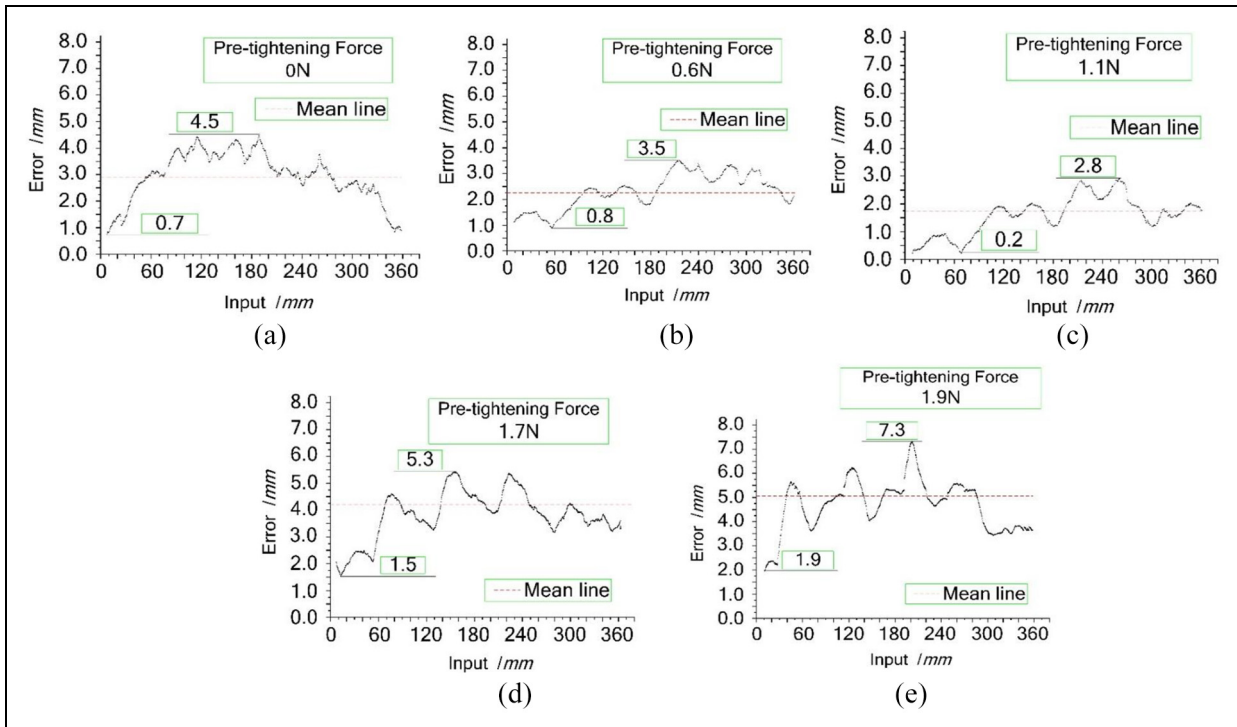 8.0
7.0
6.0
5.0
4.0
3.0
2.0
1.0
0.0
Error /mm
Pre-tightening Force
0N
Mean line
4.5
0.7
0 60 120 180 240 300 360
Input /mm
(a)
8.0
7.0
6.0
5.0
4.0
3.0
2.0
1.0
0.0
Error /mm
Pre-tightening Force
0.6N
Mean line
3.5
0.8
0 60 120 180 240 300 360
Input /mm
(b)
8.0
7.0
6.0
5.0
4.0
3.0
2.0
1.0
0.0
Error /mm
Pre-tightening Force
1.1N
Mean line
2.8
0.2
0 60 120 180 240 300 360
Input /mm
(c)
8.0
7.0
6.0
5.0
4.0
3.0
2.0
1.0
0.0
Error /mm
Pre-tightening Force
1.7N
5.3
1.5
Mean line
0 60 120 180 240 300 360
Input /mm
(d)
8.0
7.0
6.0
5.0
4.0
3.0
2.0
1.0
0.0
Error /mm
Pre-tightening Force
1.9N
7.3
1.9
Mean line
0 60 120 180 240 300 360
Input /mm
(e)